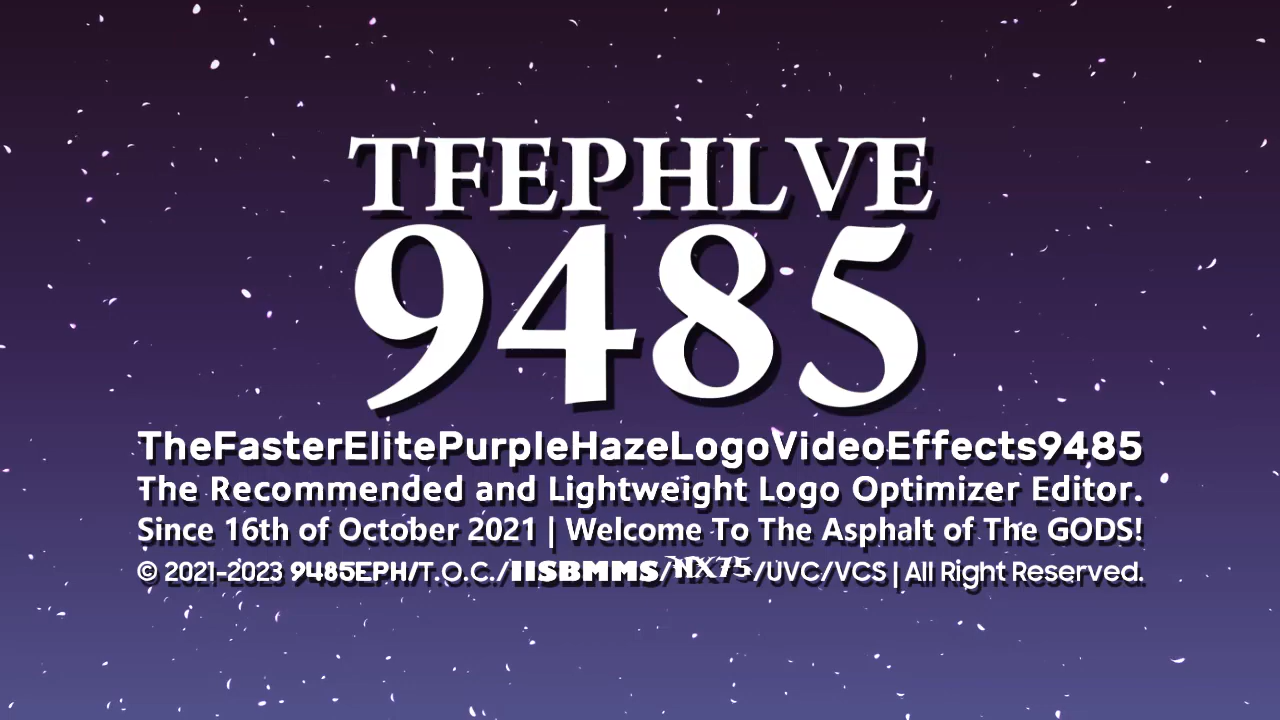 TFEPHLVE
9485
TheFasterElitePurpleHazeLogoVideoEffects9485
The Recommended and Lightweight Logo Optimizer Editor.
Since 16th of October 2021 | Welcome To The Asphalt of The GODS!
© 2021-2023 9485EPH/T.O.C./IISBMMS/NX75/UVC/VCS | All Right Reserved.